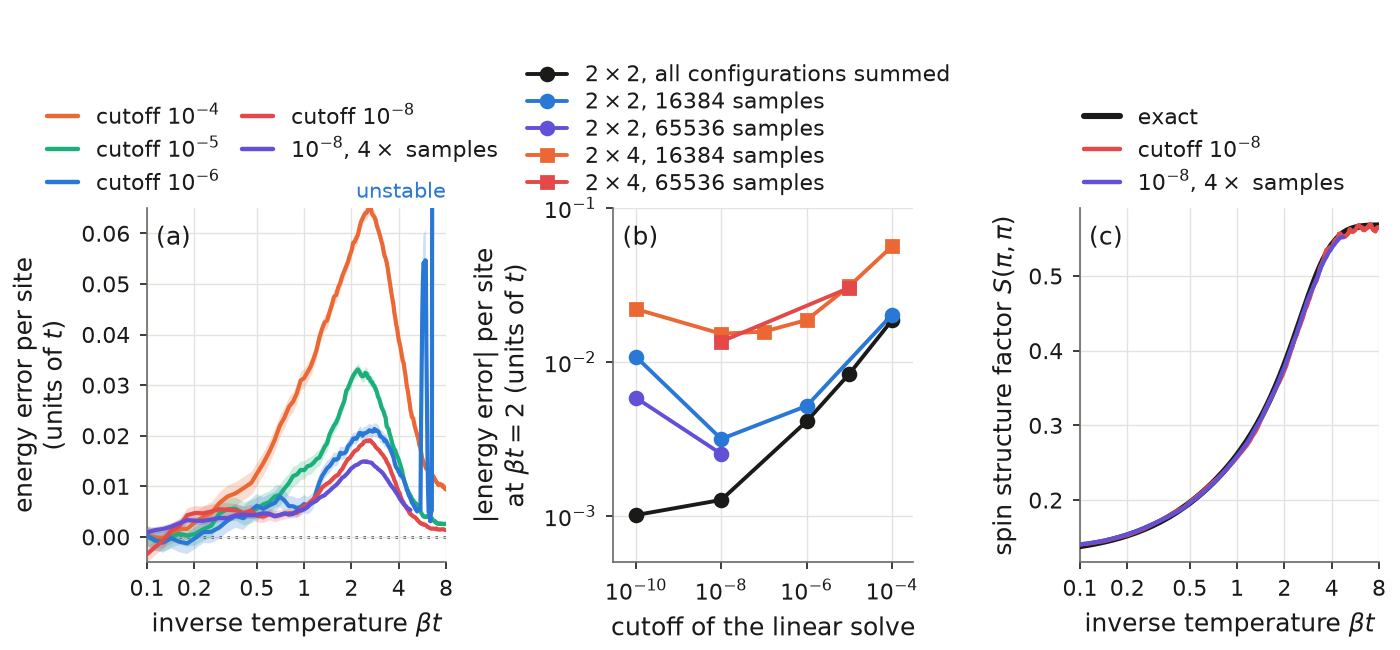 cutoff 10⁻⁴
cutoff 10⁻⁵
cutoff 10⁻⁶
cutoff 10⁻⁸
10⁻⁸, 4× samples
unstable
(a)
energy error per site
(units of t)
0.06
0.05
0.04
0.03
0.02
0.01
0.00
0.1 0.2 0.5 1 2 4 8
inverse temperature βt
2 × 2, all configurations summed
2 × 2, 16384 samples
2 × 2, 65536 samples
2 × 4, 16384 samples
2 × 4, 65536 samples
(b)
|energy error| per site
at βt = 2 (units of t)
10⁻¹
10⁻²
10⁻³
10⁻¹⁰ 10⁻⁸ 10⁻⁶ 10⁻⁴
cutoff of the linear solve
exact
cutoff 10⁻⁸
10⁻⁸, 4× samples
(c)
spin structure factor S(π, π)
0.5
0.4
0.3
0.2
0.1 0.2 0.5 1 2 4 8
inverse temperature βt